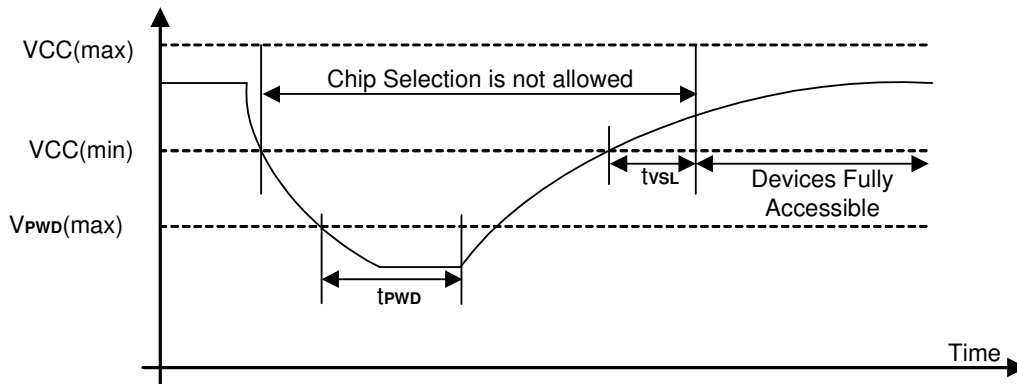 VCC(max)
Chip Selection is not allowed
VCC(min)
tVSL
Devices Fully
Accessible
VPWD(max)
tPWD
Time